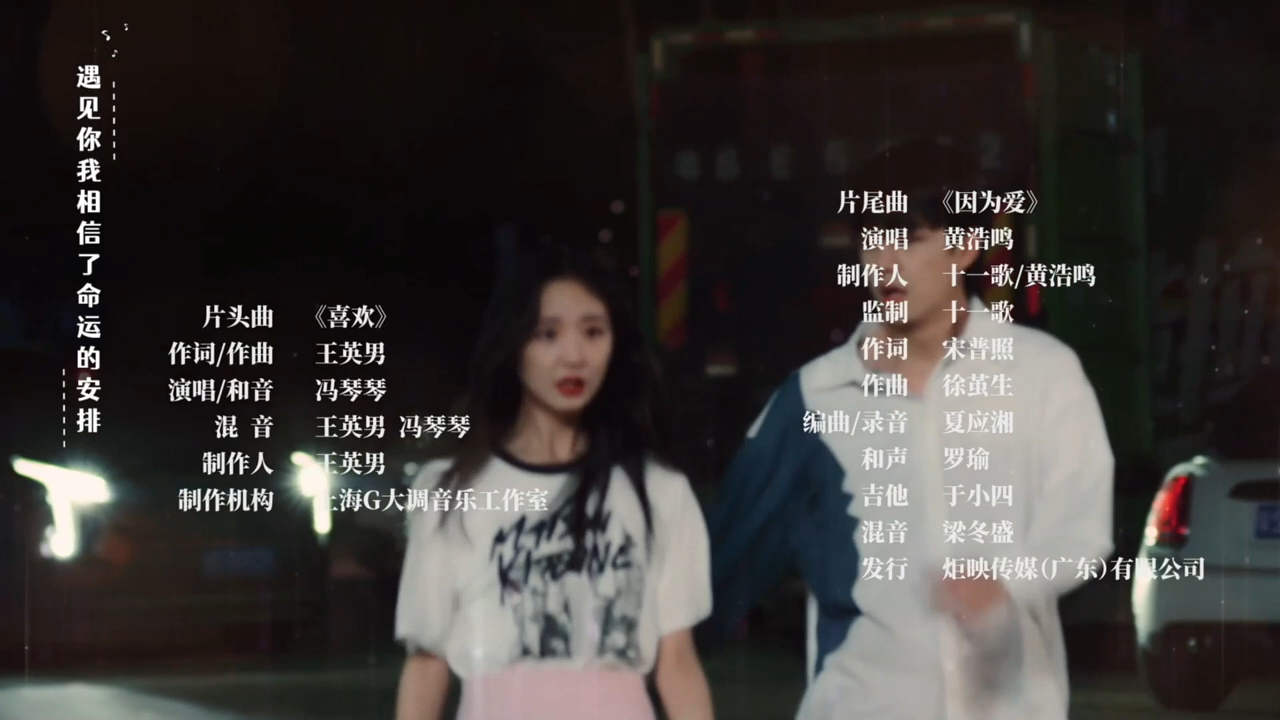 遇见你我相信了命运的安排
片头曲 《喜欢》
作词/作曲 王英男
演唱/和音 冯琴琴
混 音 王英男 冯琴琴
制作人 王英男
制作机构 上海G大调音乐工作室
片尾曲 《因为爱》
演唱 黄浩鸣
制作人 十一歌/黄浩鸣
监制 十一歌
作词 宋普照
作曲 徐茧生
编曲/录音 夏应湘
和声 罗瑜
吉他 于小四
混音 梁冬盛
发行 炬映传媒(广东)有限公司